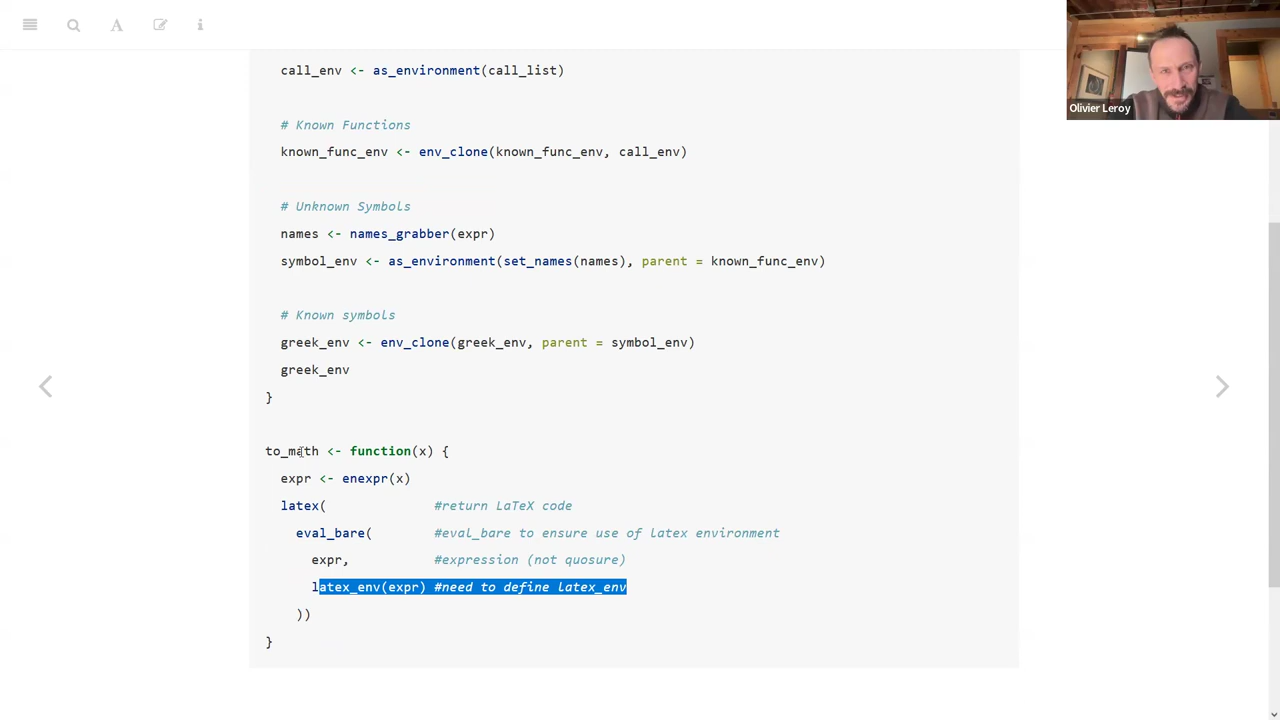 Olivier Leroy
call_env <- as_environment(call_list)
# Known Functions
known_func_env <- env_clone(known_func_env, call_env)
# Unknown Symbols
names <- names_grabber(expr)
symbol_env <- as_environment(set_names(names), parent = known_func_env)
# Known symbols
greek_env <- env_clone(greek_env, parent = symbol_env)
greek_env
}
to_math <- function(x) {
expr <- enexpr(x)
latex( #return LaTeX code
eval_bare( #eval_bare to ensure use of latex environment
expr, #expression (not quosure)
latex_env(expr) #need to define latex_env
))
}